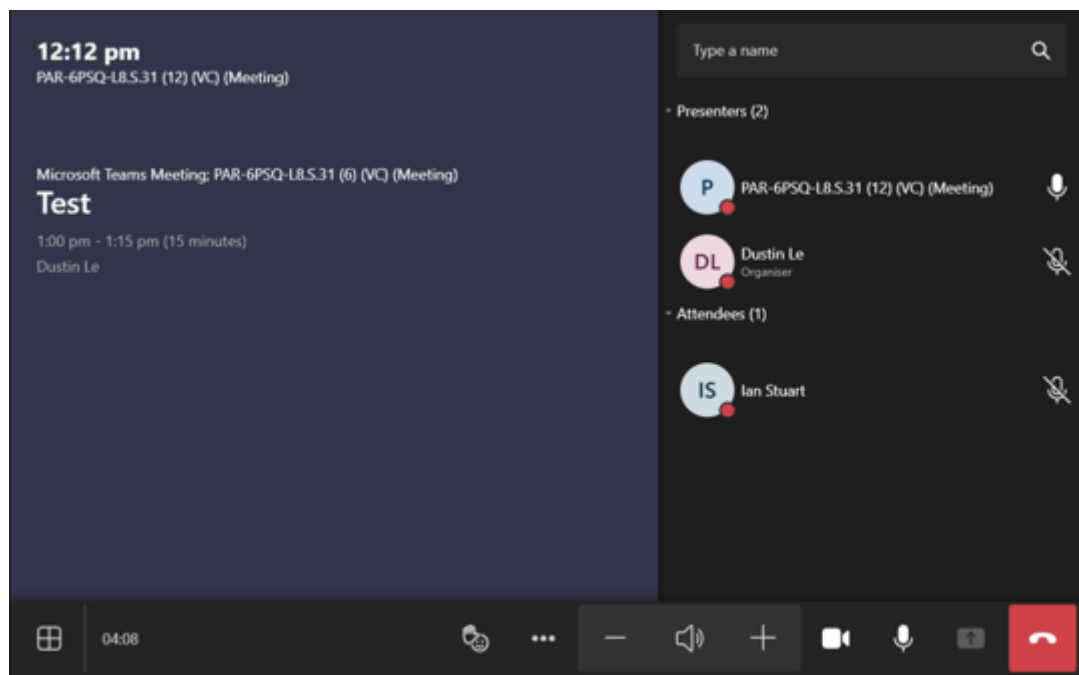 12:12 pm
PAR-6PSQ-L8.S.31 (12) (VC) (Meeting)
Microsoft Teams Meeting; PAR-6PSQ-L8.S.31 (6) (VC) (Meeting)
Test
1:00 pm - 1:15 pm (15 minutes)
Dustin Le
Type a name
Presenters (2)
P PAR-6PSQ-L8.S.31 (12) (VC) (Meeting)
DL Dustin Le
Organiser
Attendees (1)
IS Ian Stuart
04:08